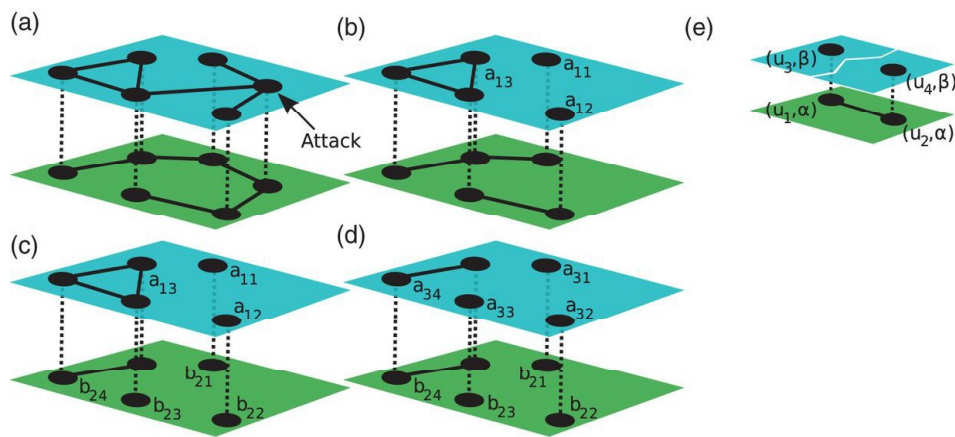 (a)
Attack
(b)
a13
a11
a12
(c)
a13
a11
a12
b24
b23
b21
b22
(d)
a34
a33
a31
a32
b24
b23
b21
b22
(e)
(u3,β)
(u4,β)
(u1,α)
(u2,α)